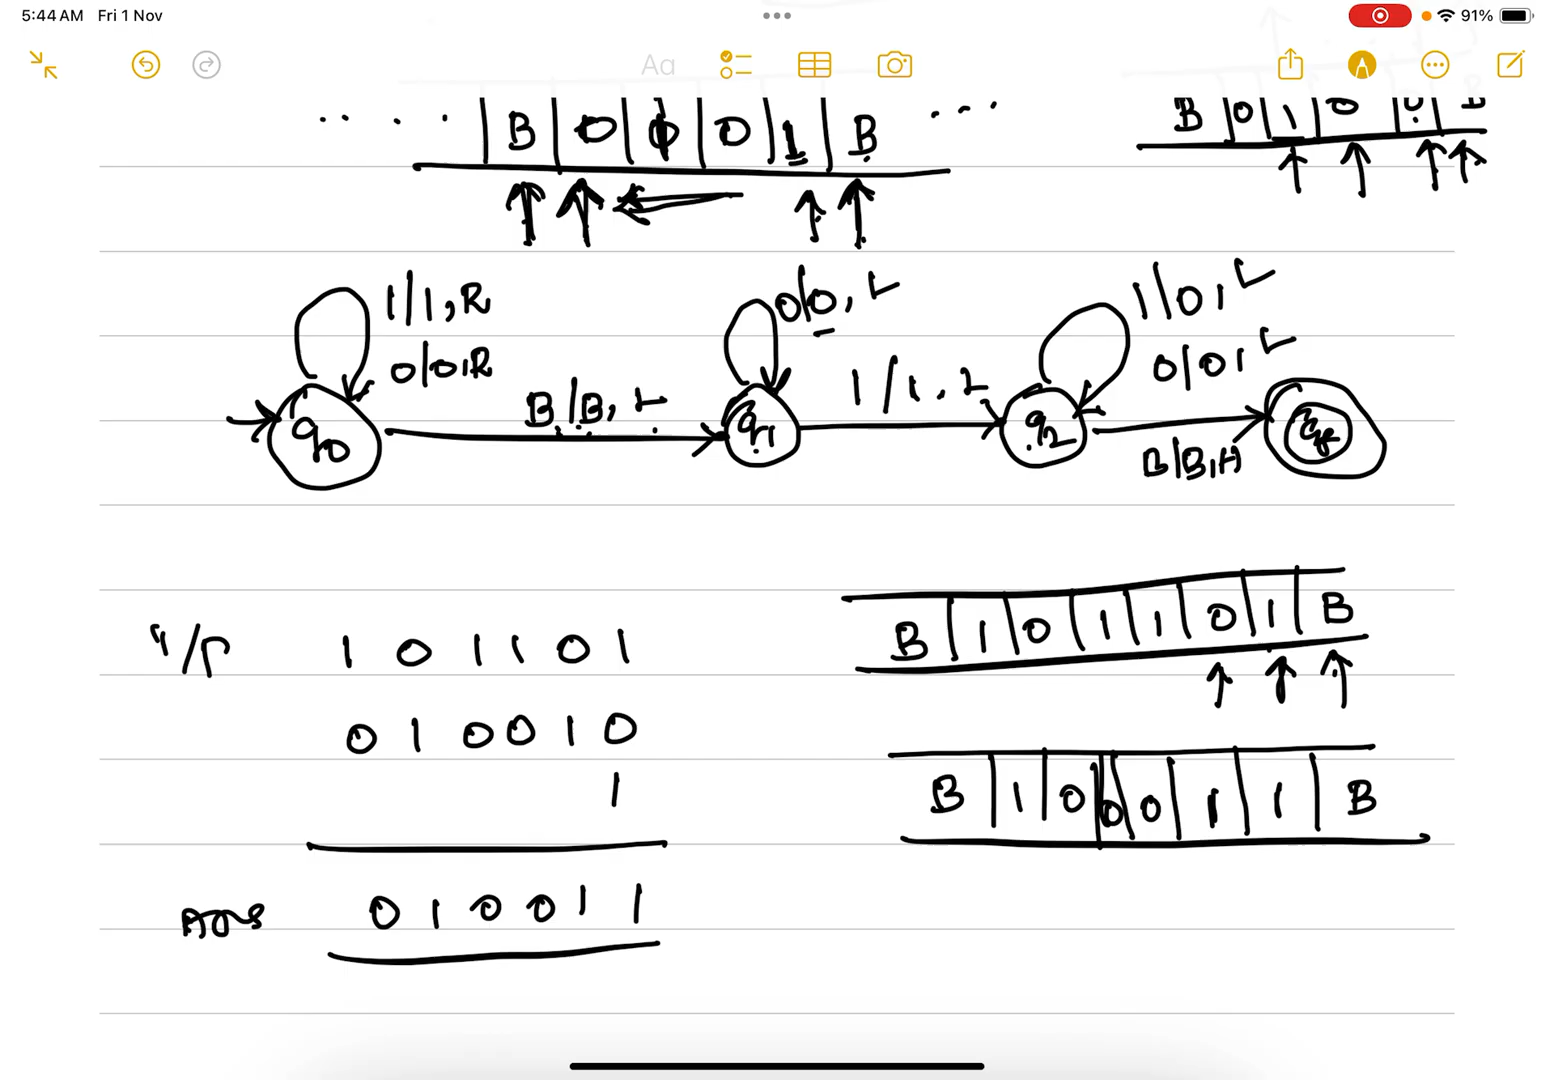 5:44 AM Fri 1 Nov
91%
Aa
.... B 0 0 0 1 B ...
B 0 1 0 0 B
1/1, R
0/0, R
0/0, L
1/0, L
0/0, L
B/B, L
1/1, L
B/B, H
q0
q1
q2
qf
I/P 1 0 1 1 0 1
0 1 0 0 1 0
1
Ans 0 1 0 0 1 1
B 1 0 1 1 0 1 B
B 1 0 0 0 1 1 B